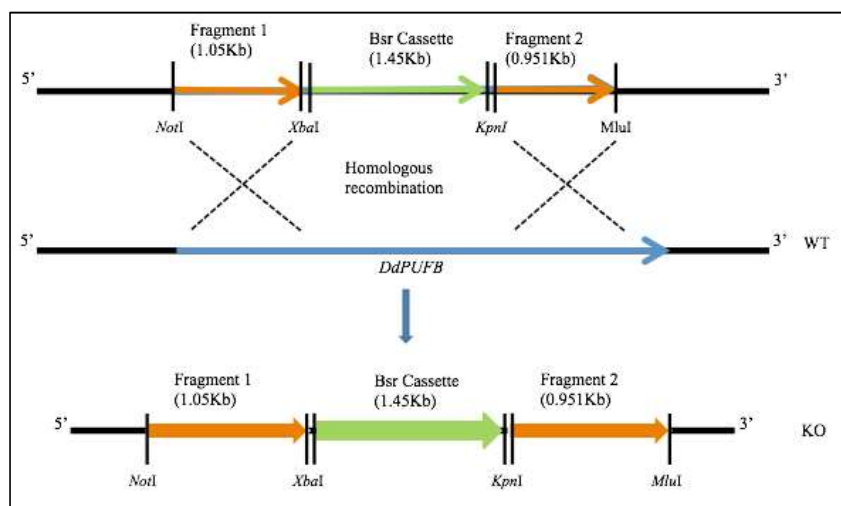 Fragment 1 Bsr Cassette Fragment 2
(1.05Kb) (1.45Kb) (0.951Kb)
5’ 3’
NotI XbaI KpnI MluI
Homologous
recombination
5’ 3’ WT
DdPUFB
Fragment 1 Bsr Cassette Fragment 2
(1.05Kb) (1.45Kb) (0.951Kb)
5’ 3’ KO
NotI XbaI KpnI MluI